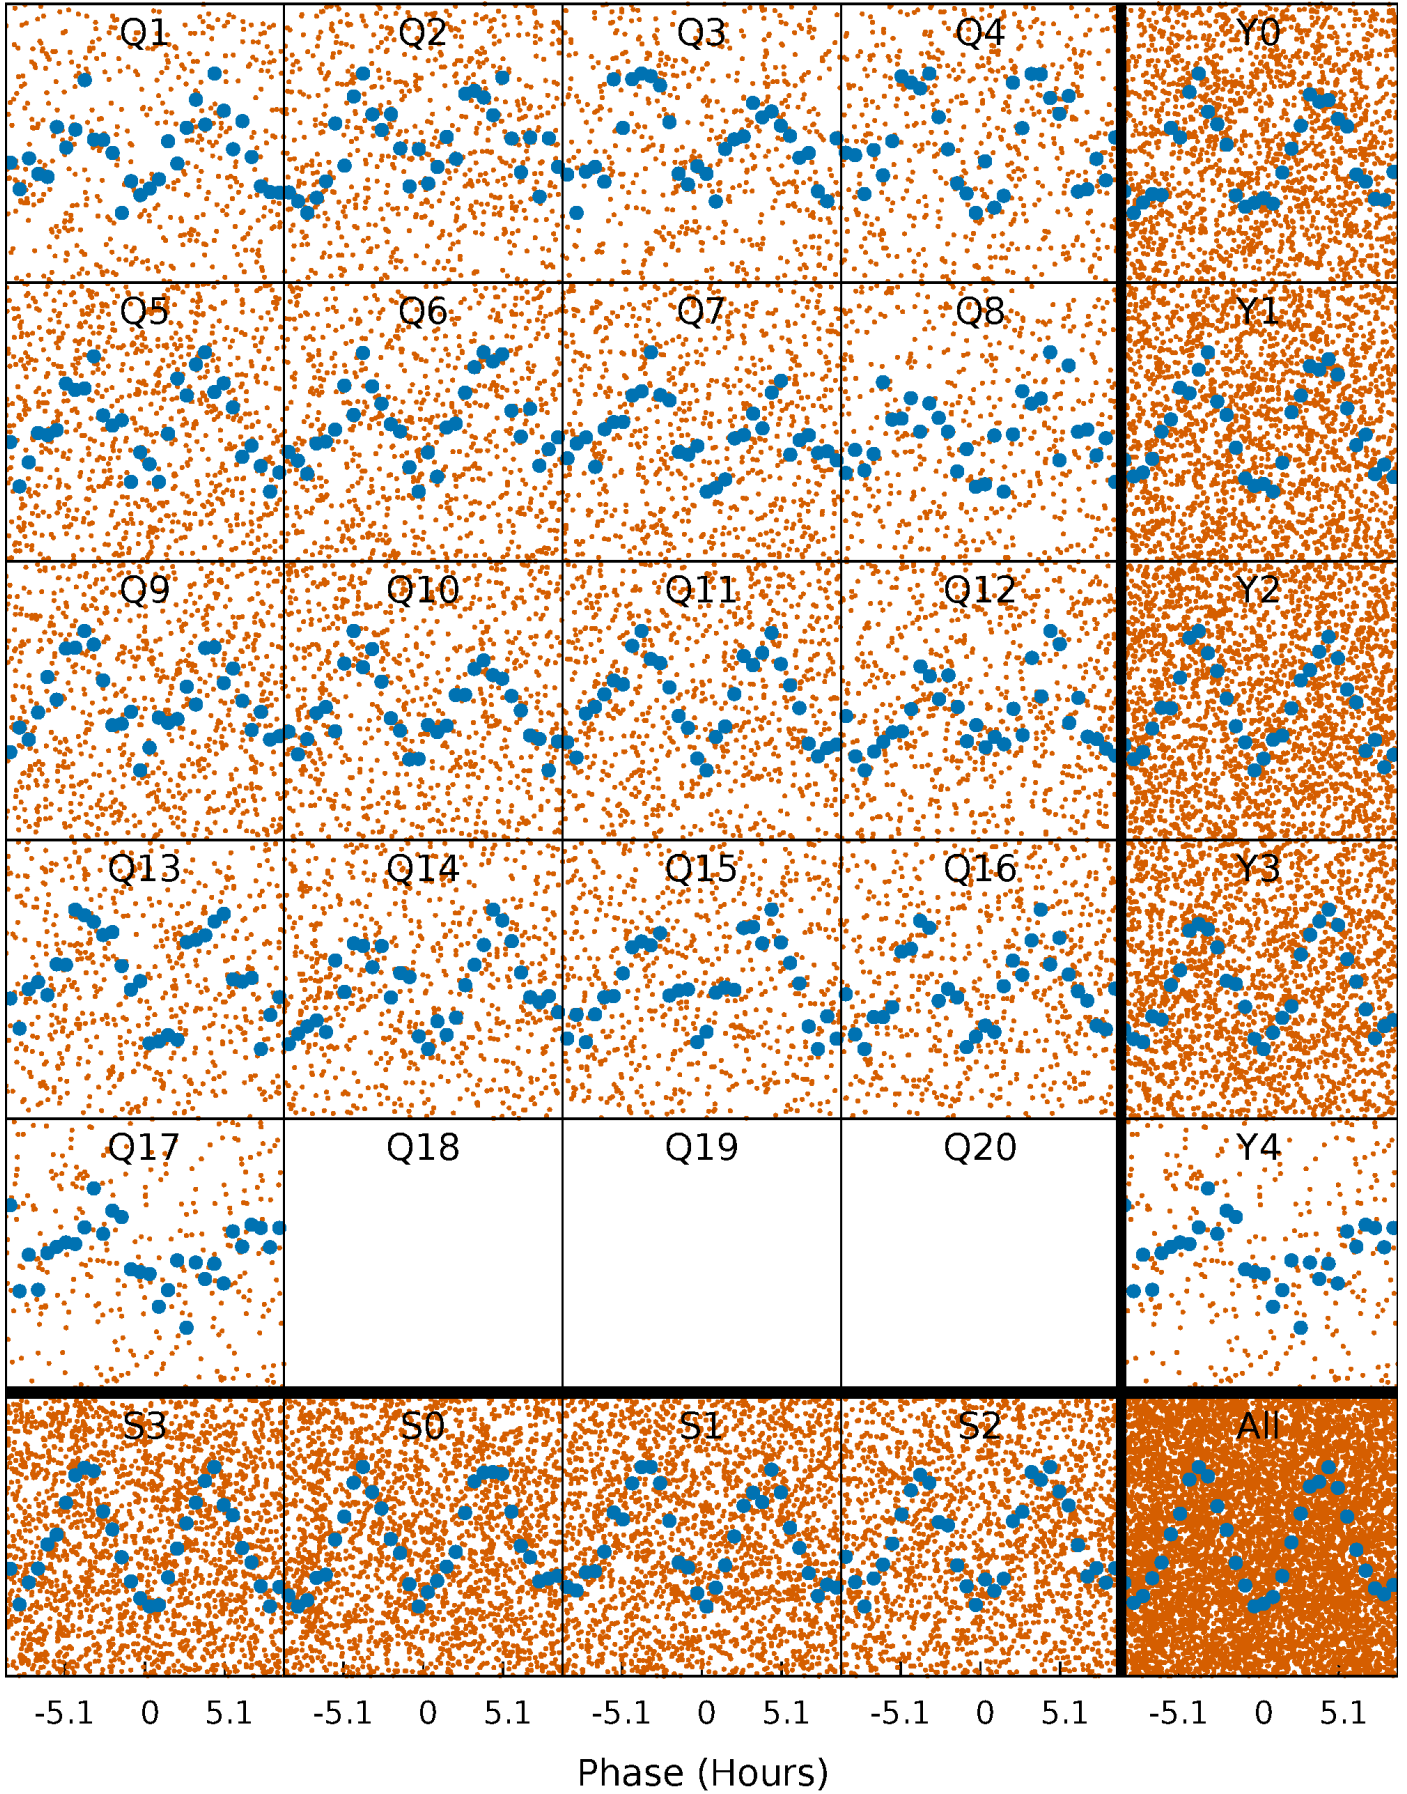 Q1 Q2 Q3 Q4 Y0
Q5 Q6 Q7 Q8 Y1
Q9 Q10 Q11 Q12 Y2
Q13 Q14 Q15 Q16 Y3
Q17 Q18 Q19 Q20 Y4
S3 S0 S1 S2 All
-5.1 0 5.1 -5.1 0 5.1 -5.1 0 5.1 -5.1 0 5.1 -5.1 0 5.1
Phase (Hours)